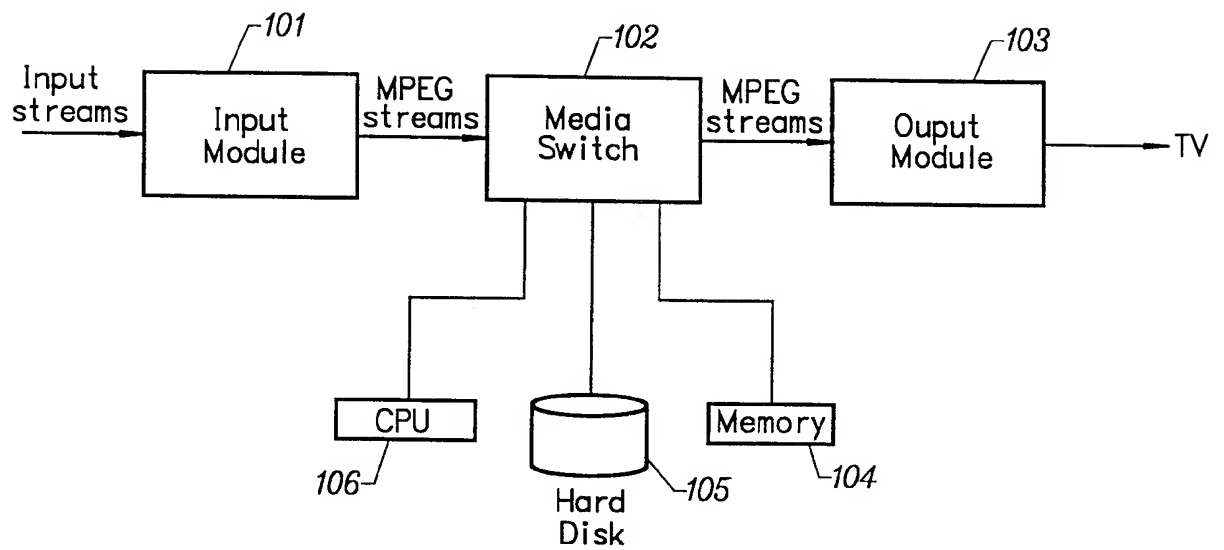 101
102
103
Input
streams
Input
Module
MPEG
streams
Media
Switch
MPEG
streams
Ouput
Module
TV
CPU
106
Hard
Disk
105
Memory
104